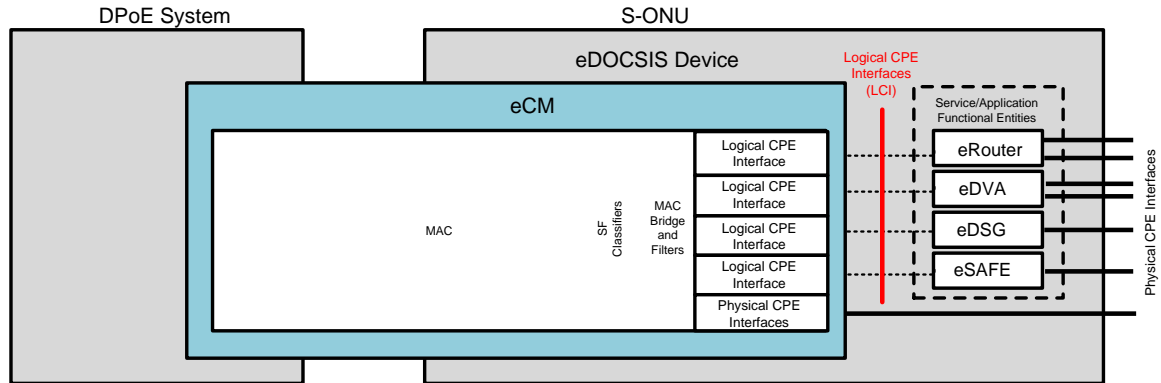 DPoE System
S-ONU
eDOCSIS Device
Logical CPE
Interfaces
(LCI)
eCM
Service/Application
Functional Entities
Logical CPE
Interface
eRouter
Logical CPE
Interface
eDVA
MAC
SF
Classifiers
MAC
Bridge
and
Filters
Logical CPE
Interface
eDSG
Logical CPE
Interface
eSAFE
Physical CPE
Interfaces
Physical CPE Interfaces